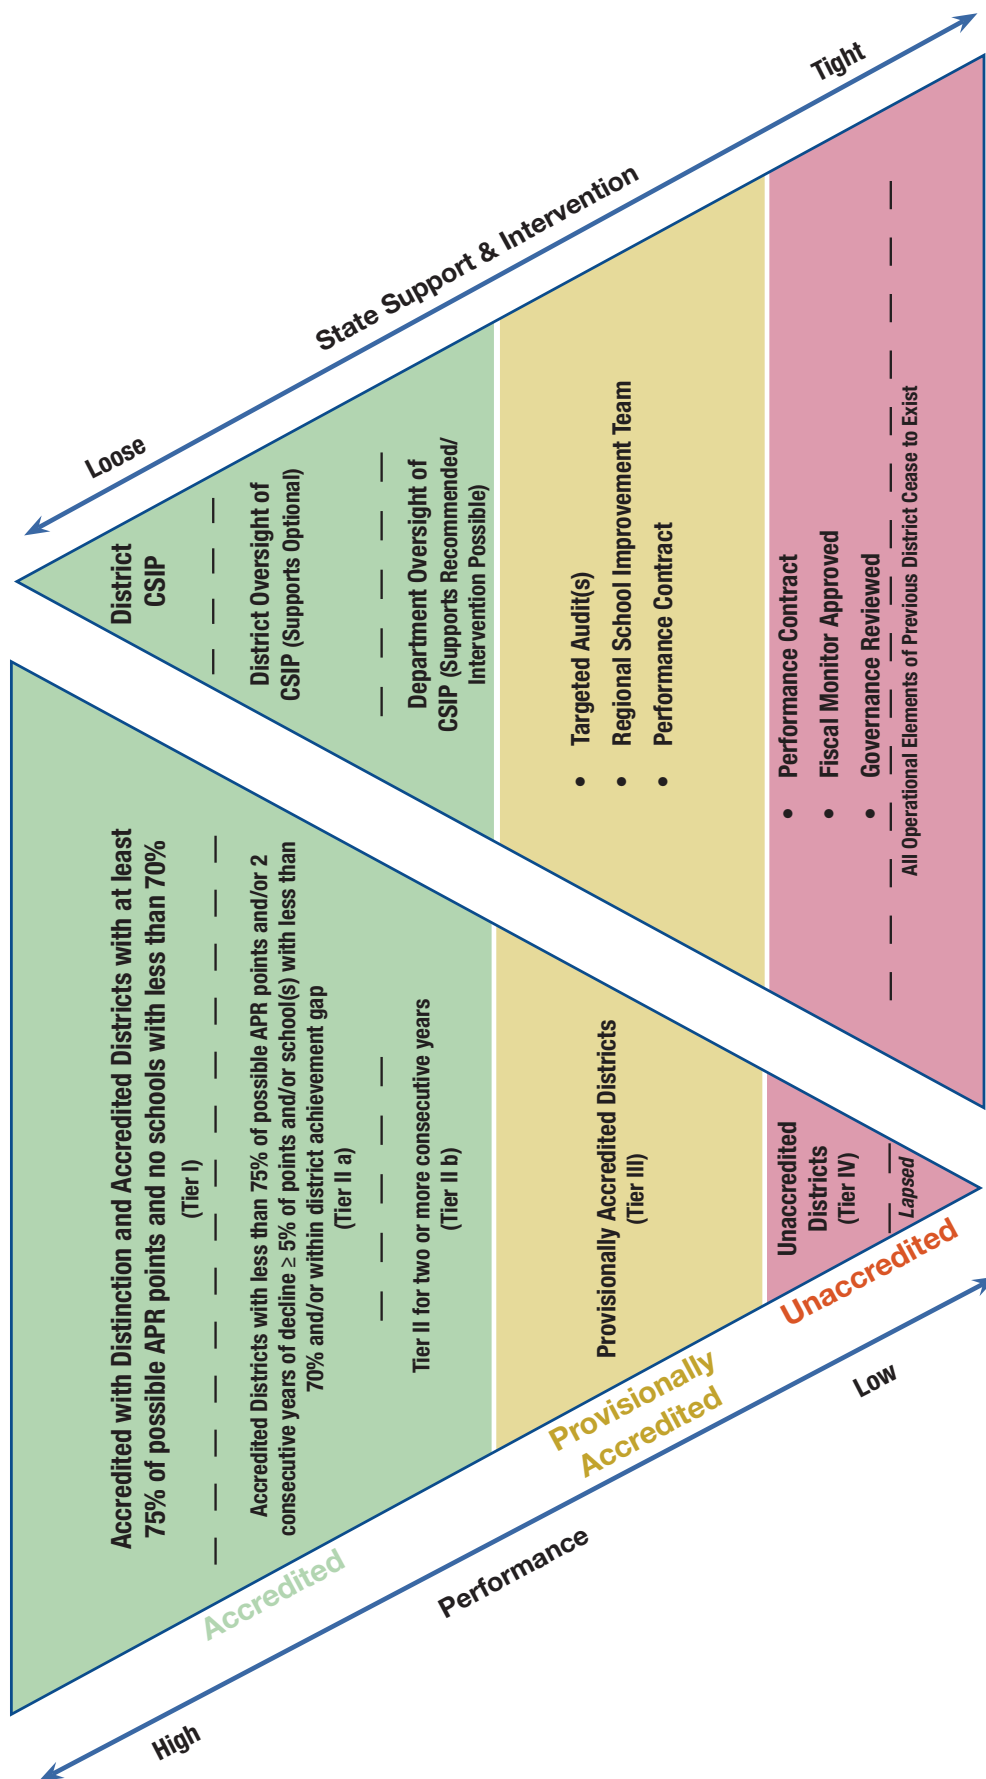 Accredited with Distinction and Accredited Districts with at least
75% of possible APR points and no schools with less than 70%
(Tier I)
Accredited Districts with less than 75% of possible APR points and/or 2
consecutive years of decline ≥ 5% of points and/or school(s) with less than
70% and/or within district achievement gap
(Tier II a)
Tier II for two or more consecutive years
(Tier II b)
Provisionally Accredited Districts
(Tier III)
Unaccredited
Districts
(Tier IV)
Lapsed
High
Performance
Low
Accredited
Provisionally
Accredited
Unaccredited
District
CSIP
District Oversight of
CSIP (Supports Optional)
Department Oversight of
CSIP (Supports Recommended/
Intervention Possible)
• Targeted Audit(s)
• Regional School Improvement Team
• Performance Contract
• Performance Contract
• Fiscal Monitor Approved
• Governance Reviewed
All Operational Elements of Previous District Cease to Exist
Loose
State Support & Intervention
Tight